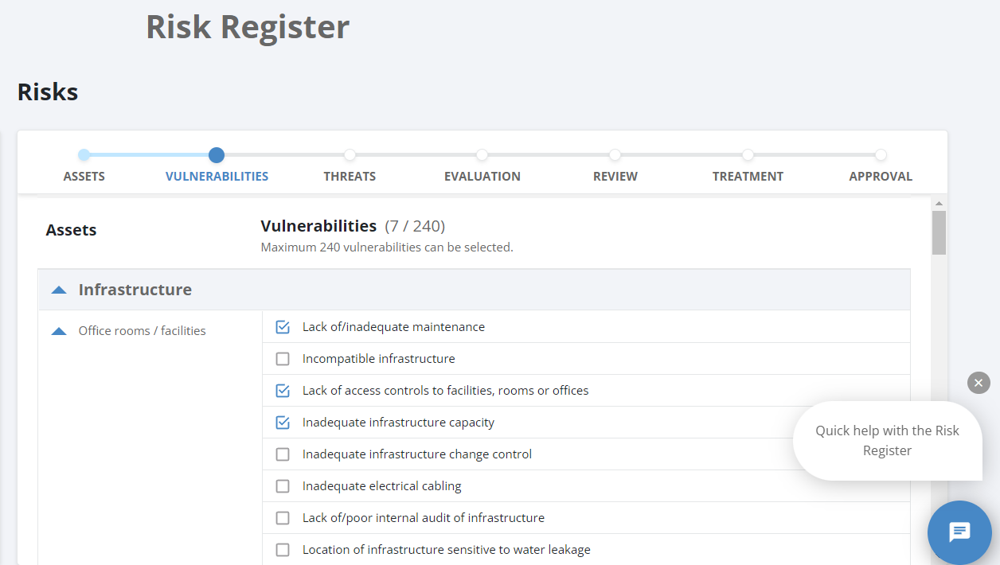 Risk Register
Risks
ASSETS VULNERABILITIES THREATS EVALUATION REVIEW TREATMENT APPROVAL
Assets
Vulnerabilities (7 / 240)
Maximum 240 vulnerabilities can be selected.
Infrastructure
Office rooms / facilities
Lack of/inadequate maintenance
Incompatible infrastructure
Lack of access controls to facilities, rooms or offices
Inadequate infrastructure capacity
Inadequate infrastructure change control
Inadequate electrical cabling
Lack of/poor internal audit of infrastructure
Location of infrastructure sensitive to water leakage
Quick help with the Risk
Register